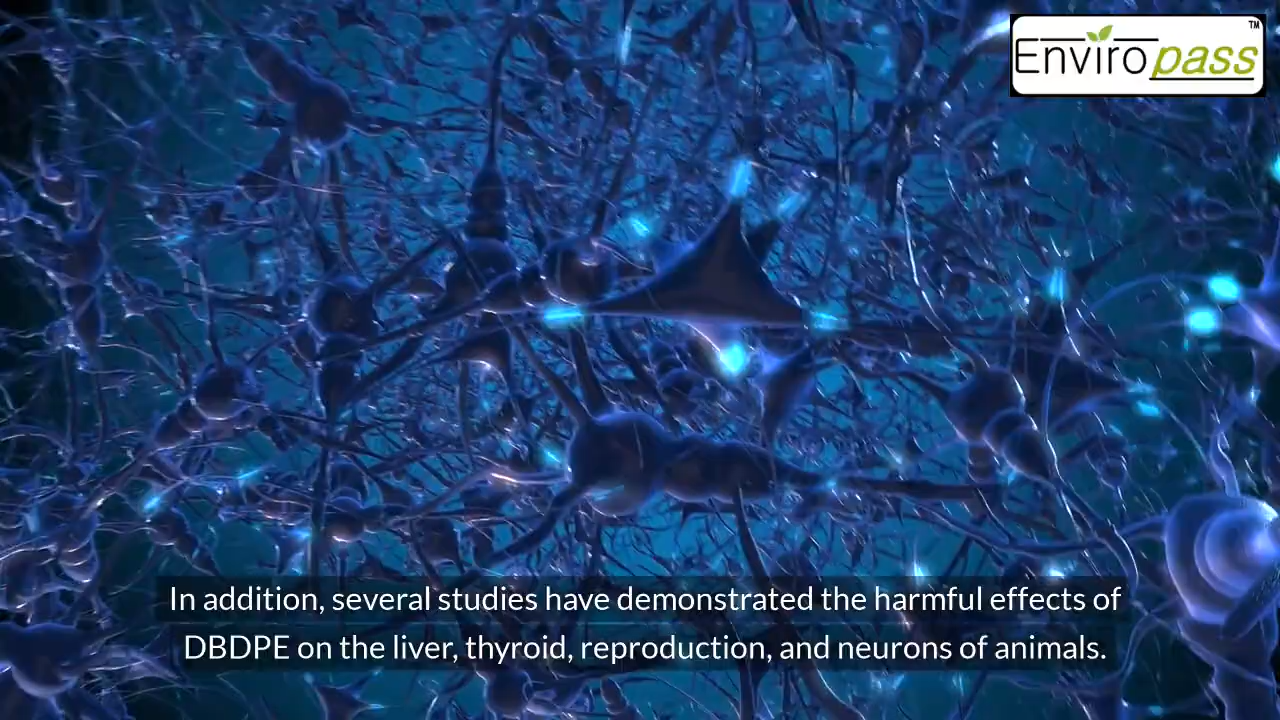 Enviropass™
In addition, several studies have demonstrated the harmful effects of
DBDPE on the liver, thyroid, reproduction, and neurons of animals.